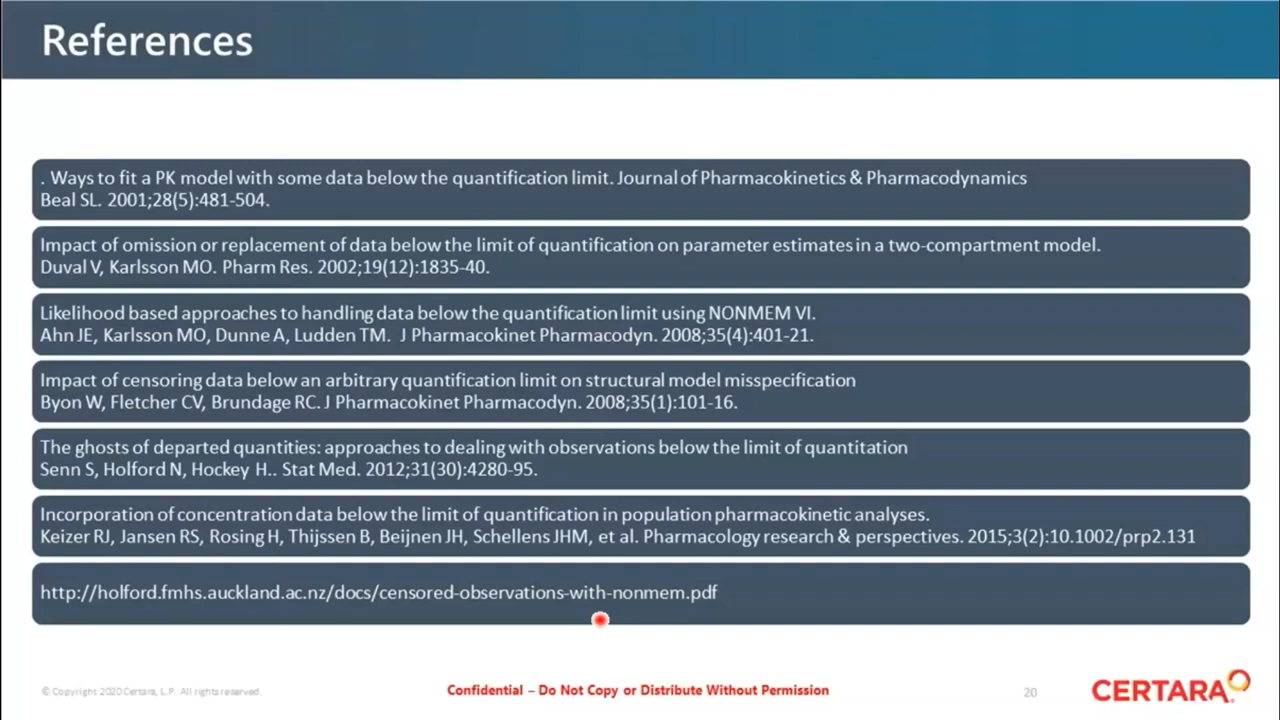 References
. Ways to fit a PK model with some data below the quantification limit. Journal of Pharmacokinetics & Pharmacodynamics
Beal SL. 2001;28(5):481-504.
Impact of omission or replacement of data below the limit of quantification on parameter estimates in a two-compartment model.
Duval V, Karlsson MO. Pharm Res. 2002;19(12):1835-40.
Likelihood based approaches to handling data below the quantification limit using NONMEM VI.
Ahn JE, Karlsson MO, Dunne A, Ludden TM. J Pharmacokinet Pharmacodyn. 2008;35(4):401-21.
Impact of censoring data below an arbitrary quantification limit on structural model misspecification
Byon W, Fletcher CV, Brundage RC. J Pharmacokinet Pharmacodyn. 2008;35(1):101-16.
The ghosts of departed quantities: approaches to dealing with observations below the limit of quantitation
Senn S, Holford N, Hockey H.. Stat Med. 2012;31(30):4280-95.
Incorporation of concentration data below the limit of quantification in population pharmacokinetic analyses.
Keizer RJ, Jansen RS, Rosing H, Thijssen B, Beijnen JH, Schellens JHM, et al. Pharmacology research & perspectives. 2015;3(2):10.1002/prp2.131
http://holford.fmhs.auckland.ac.nz/docs/censored-observations-with-nonmem.pdf
© Copyright 2020 Certara, L.P. All rights reserved.
Confidential – Do Not Copy or Distribute Without Permission
20
CERTARA